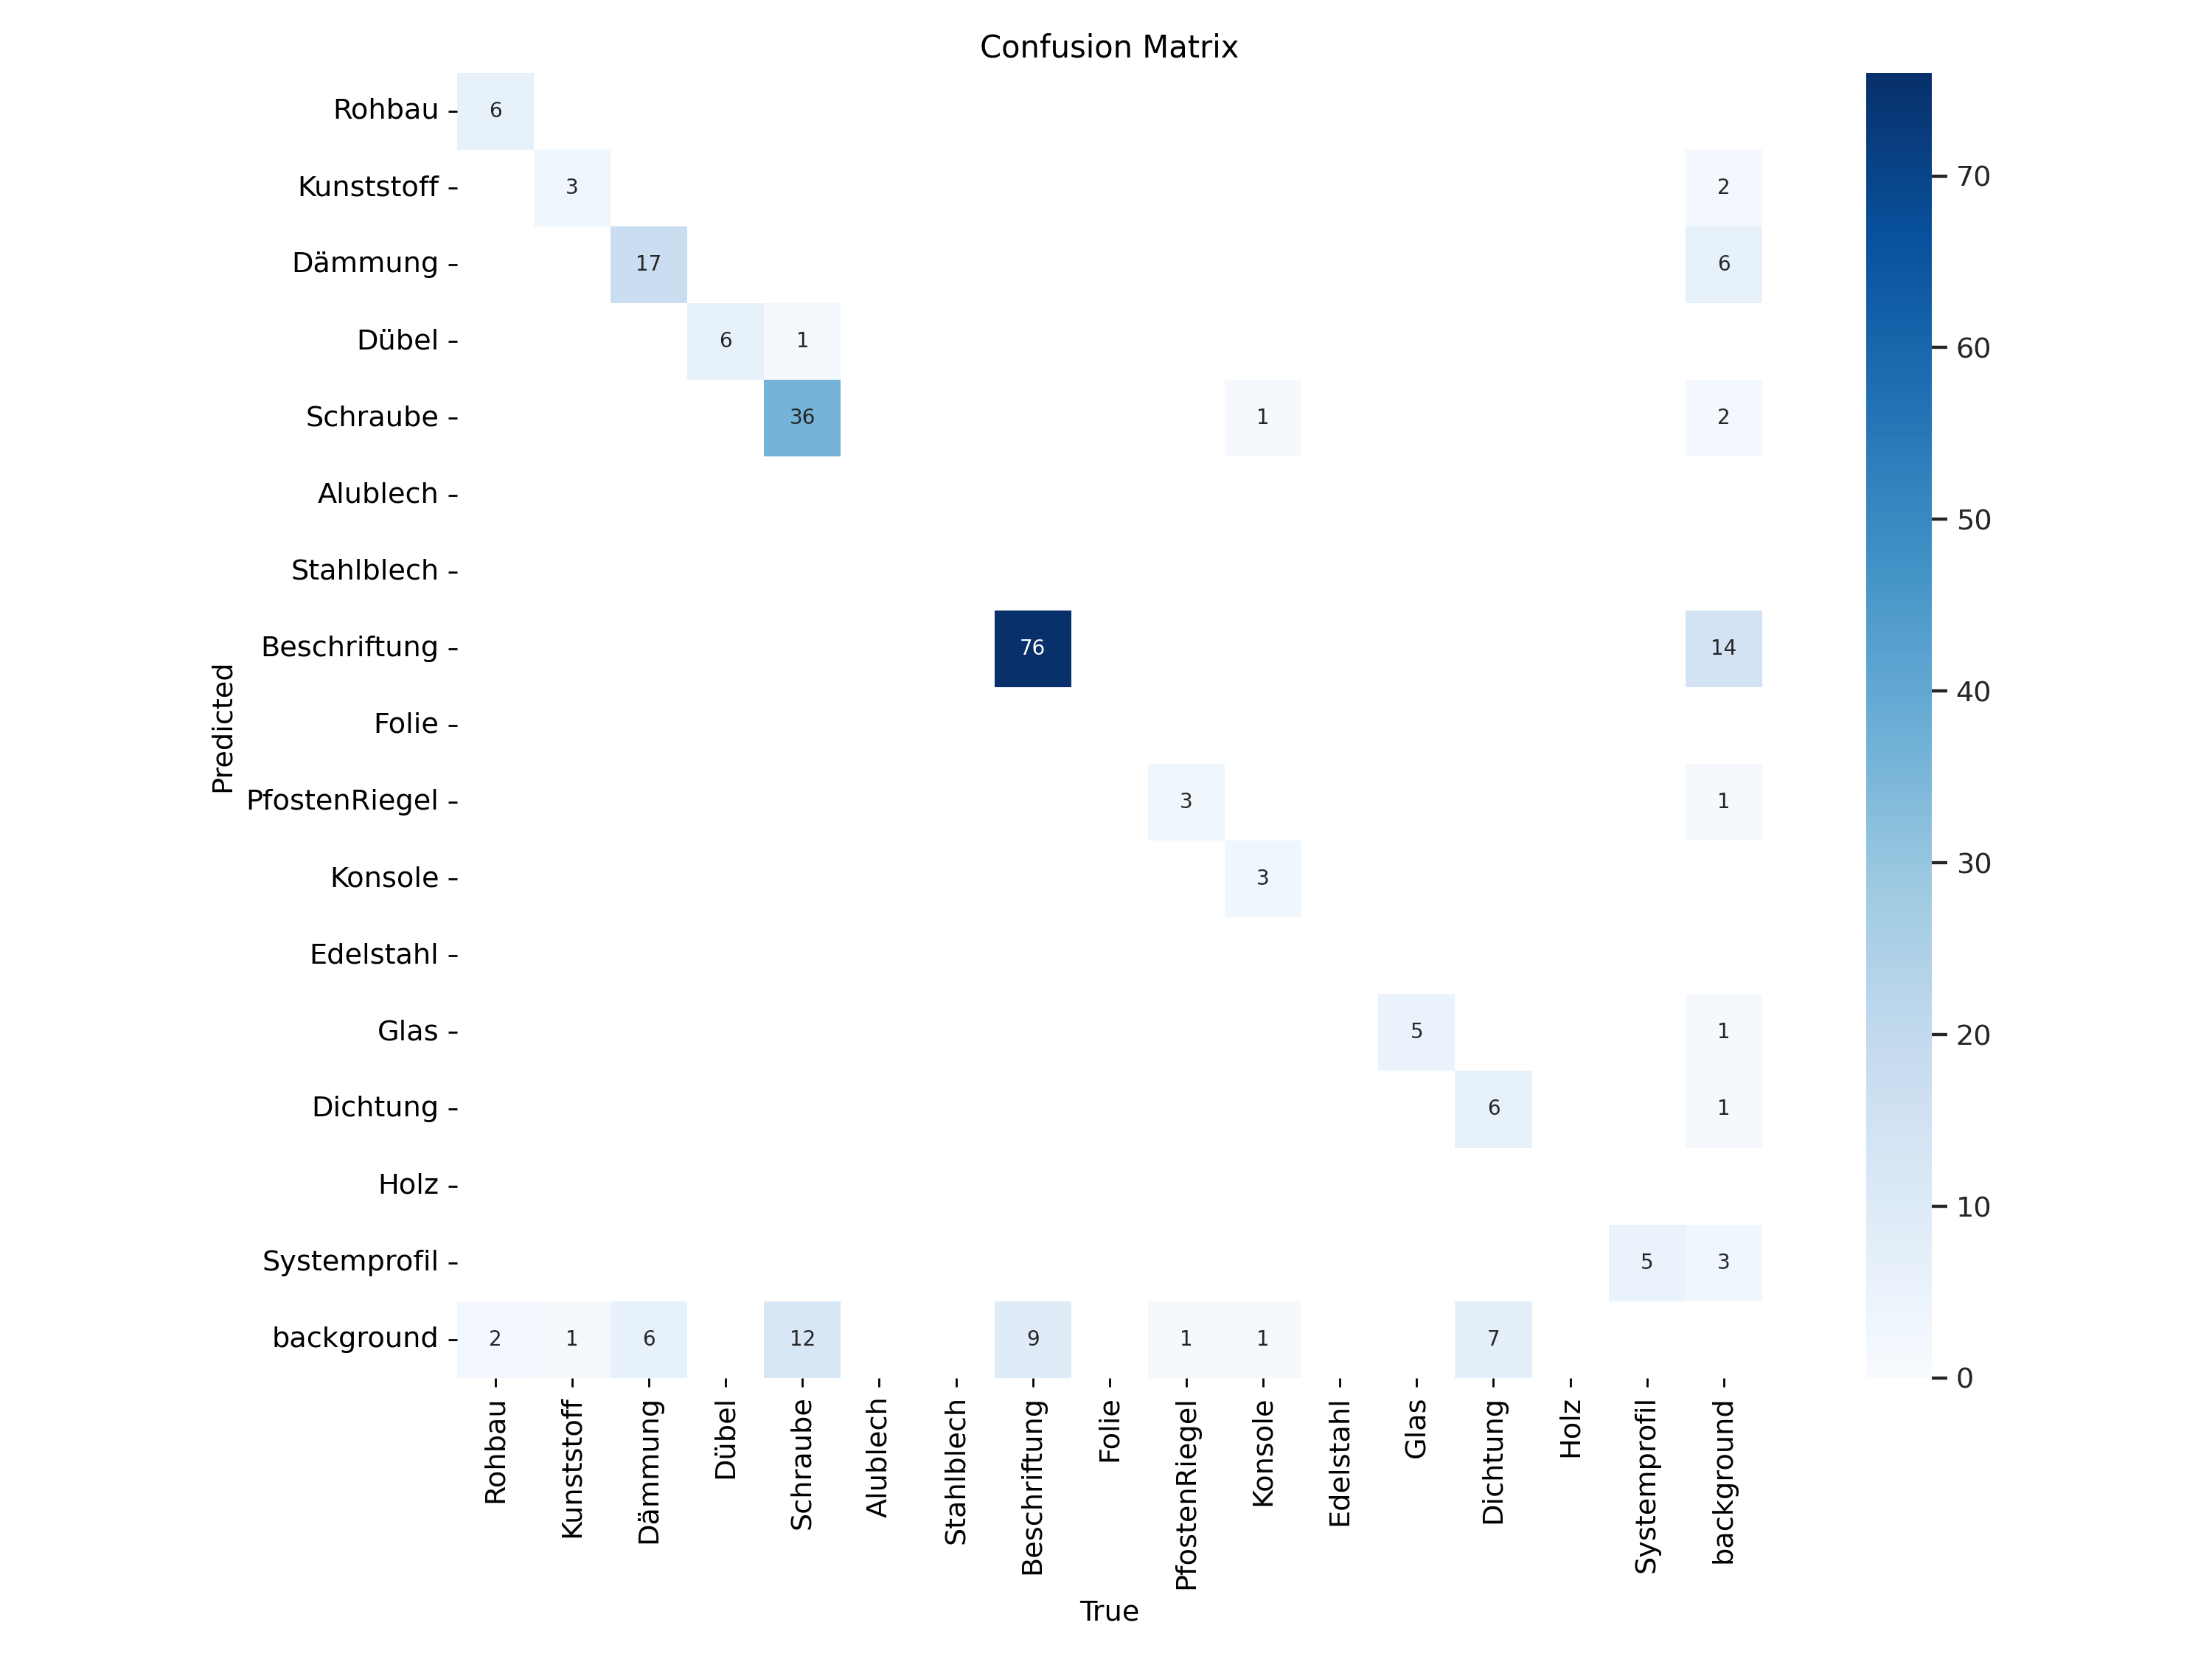 Confusion Matrix
Rohbau 6
Kunststoff 3 2
Dämmung 17 6
Dübel 6 1
Schraube 36 1 2
Alublech
Stahlblech
Beschriftung 76 14
Folie
PfostenRiegel 3 1
Konsole 3
Edelstahl
Glas 5 1
Dichtung 6 1
Holz
Systemprofil 5 3
background 2 1 6 12 9 1 1 7
Predicted
Rohbau
Kunststoff
Dämmung
Dübel
Schraube
Alublech
Stahlblech
Beschriftung
Folie
PfostenRiegel
Konsole
Edelstahl
Glas
Dichtung
Holz
Systemprofil
background
True
70
60
50
40
30
20
10
0